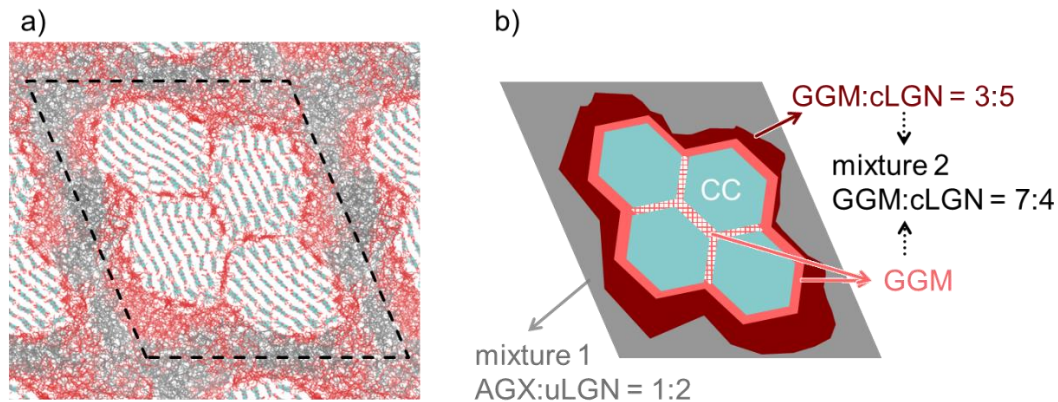 a)
b)
GGM:cLGN = 3:5
mixture 2
GGM:cLGN = 7:4
CC
GGM
mixture 1
AGX:uLGN = 1:2